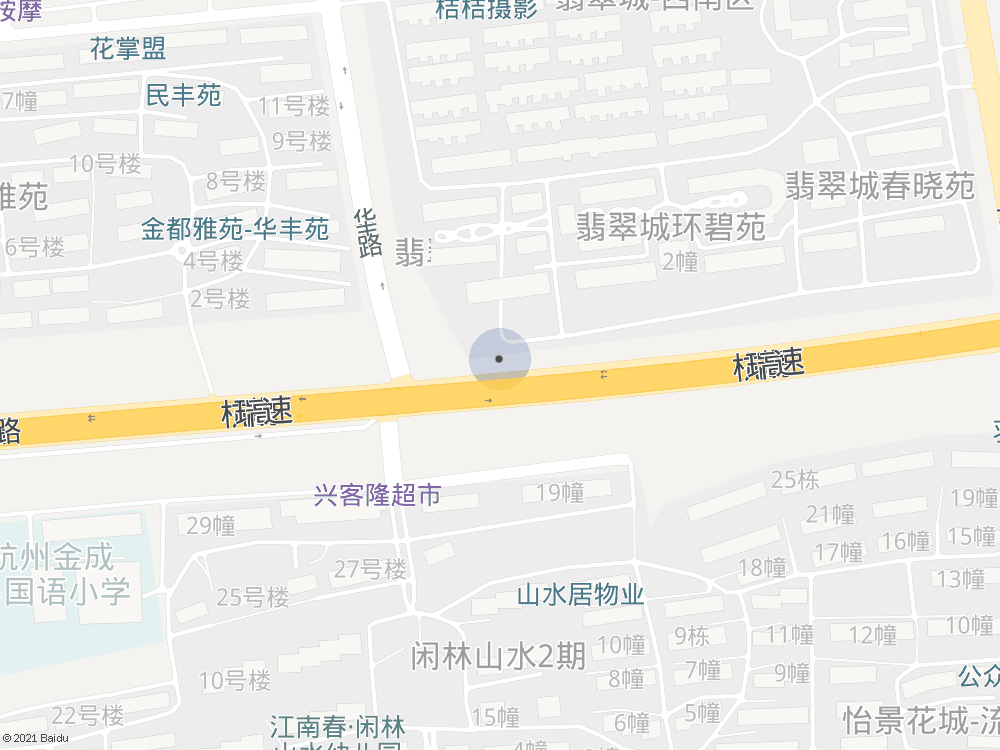 按摩
桔桔摄影
翡翠城-西南区
花掌盟
7幢
民丰苑
11号楼
9号楼
10号楼
8号楼
雅苑
翡翠城春晓苑
金都雅苑-华丰苑
华丰路
翡翠城环碧苑
6号楼
4号楼
翡
2幢
2号楼
速
速
路
兴客隆超市
19幢
25栋
19幢
29幢
21幢
杭州金成
国语小学
16幢
15幢
17幢
27号楼
18幢
13幢
25号楼
山水居物业
10幢
9栋
11幢
12幢
10幢
闲林山水2期
10号楼
8幢
7幢
9幢
公众
22号楼
15幢
6幢
5幢
怡景花城-流
江南春·闲林
山水幼儿园
© 2021 Baidu